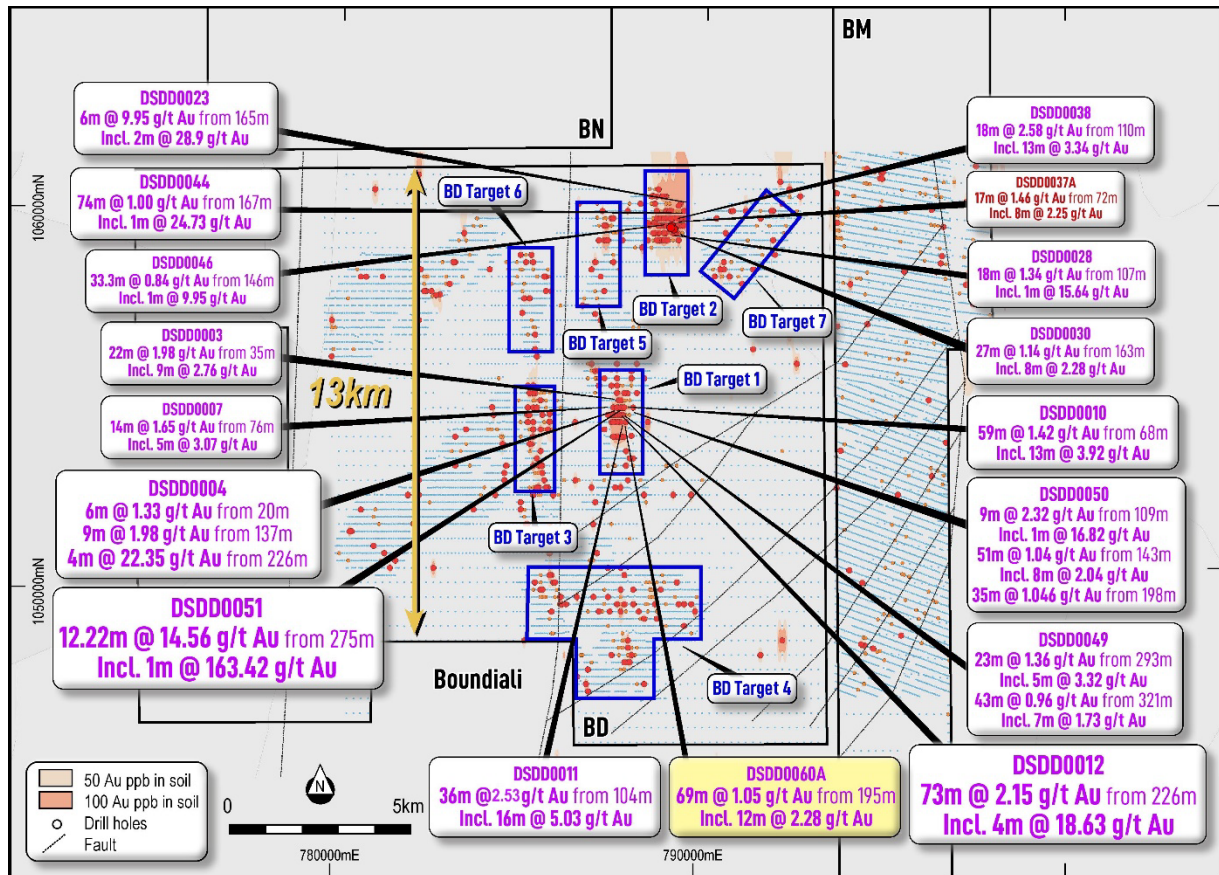 BM
BN
DSDD0023
6m @ 9.95 g/t Au from 165m
Incl. 2m @ 28.9 g/t Au
DSDD0044
74m @ 1.00 g/t Au from 167m
Incl. 1m @ 24.73 g/t Au
DSDD0046
33.3m @ 0.84 g/t Au from 146m
Incl. 1m @ 9.95 g/t Au
DSDD0003
22m @ 1.98 g/t Au from 35m
Incl. 9m @ 2.76 g/t Au
DSDD0007
14m @ 1.65 g/t Au from 76m
Incl. 5m @ 3.07 g/t Au
DSDD0004
6m @ 1.33 g/t Au from 20m
9m @ 1.98 g/t Au from 137m
4m @ 22.35 g/t Au from 226m
DSDD0051
12.22m @ 14.56 g/t Au from 275m
Incl. 1m @ 163.42 g/t Au
1060000mN
1050000mN
13km
BD Target 6
BD Target 5
BD Target 2
BD Target 7
BD Target 1
BD Target 3
BD Target 4
Boundiali
BD
DSDD0038
18m @ 2.58 g/t Au from 110m
Incl. 13m @ 3.34 g/t Au
DSDD0037A
17m @ 1.46 g/t Au from 72m
Incl. 8m @ 2.25 g/t Au
DSDD0028
18m @ 1.34 g/t Au from 107m
Incl. 1m @ 15.64 g/t Au
DSDD0030
27m @ 1.14 g/t Au from 163m
Incl. 8m @ 2.28 g/t Au
DSDD0010
59m @ 1.42 g/t Au from 68m
Incl. 13m @ 3.92 g/t Au
DSDD0050
9m @ 2.32 g/t Au from 109m
Incl. 1m @ 16.82 g/t Au
51m @ 1.04 g/t Au from 143m
Incl. 8m @ 2.04 g/t Au
35m @ 1.046 g/t Au from 198m
DSDD0049
23m @ 1.36 g/t Au from 293m
Incl. 5m @ 3.32 g/t Au
43m @ 0.96 g/t Au from 321m
Incl. 7m @ 1.73 g/t Au
DSDD0012
73m @ 2.15 g/t Au from 226m
Incl. 4m @ 18.63 g/t Au
DSDD0011
36m @2.53g/t Au from 104m
Incl. 16m @ 5.03 g/t Au
DSDD0060A
69m @ 1.05 g/t Au from 195m
Incl. 12m @ 2.28 g/t Au
50 Au ppb in soil
100 Au ppb in soil
Drill holes
Fault
N
0 5km
780000mE
790000mE